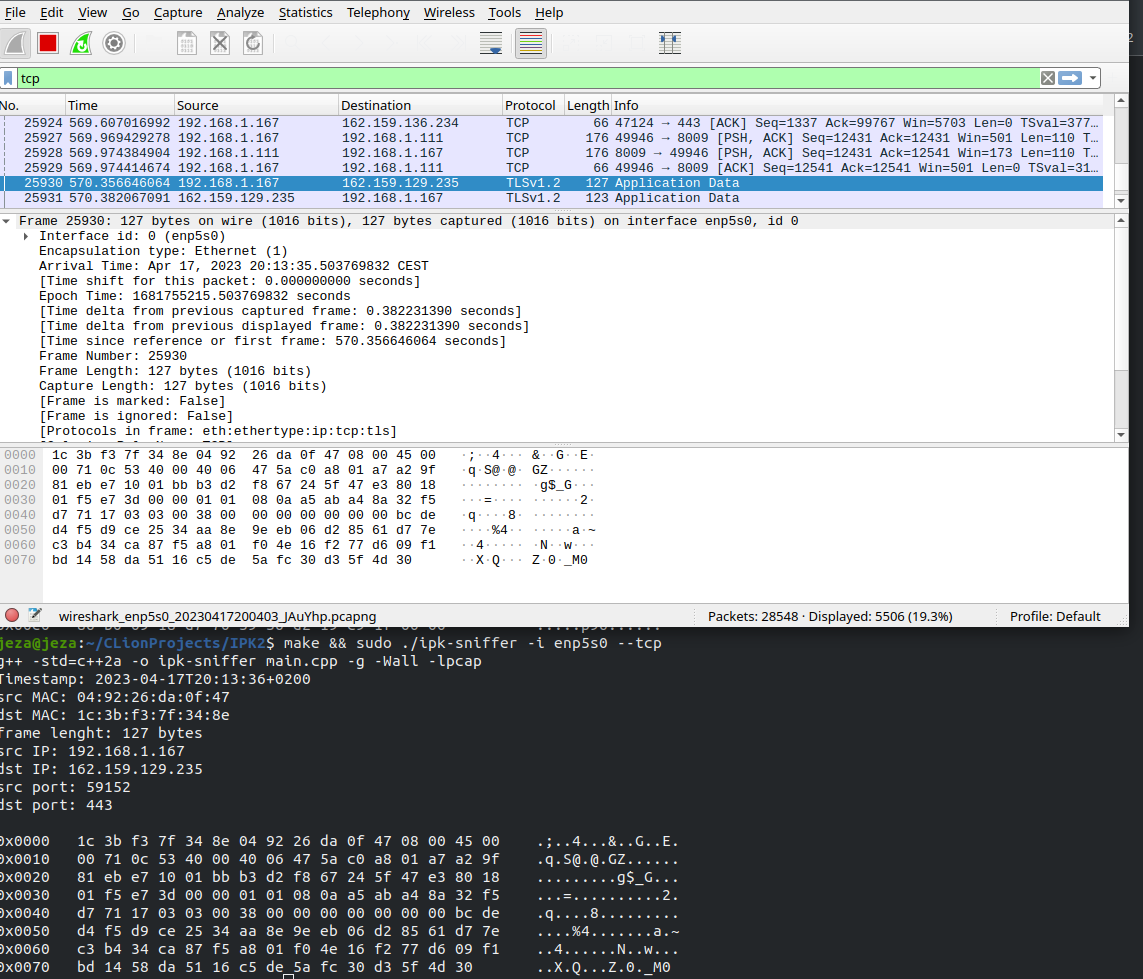 File Edit View Go Capture Analyze Statistics Telephony Wireless Tools Help
tcp
No. Time Source Destination Protocol Length Info
25924 569.607016992 192.168.1.167 162.159.136.234 TCP 66 47124 → 443 [ACK] Seq=1337 Ack=99767 Win=5703 Len=0 TSval=377…
25927 569.969429278 192.168.1.167 192.168.1.111 TCP 176 49946 → 8009 [PSH, ACK] Seq=12431 Ack=12431 Win=501 Len=110 T…
25928 569.974384904 192.168.1.111 192.168.1.167 TCP 176 8009 → 49946 [PSH, ACK] Seq=12431 Ack=12541 Win=173 Len=110 T…
25929 569.974414674 192.168.1.167 192.168.1.111 TCP 66 49946 → 8009 [ACK] Seq=12541 Ack=12541 Win=501 Len=0 TSval=31…
25930 570.356646064 192.168.1.167 162.159.129.235 TLSv1.2 127 Application Data
25931 570.382067091 162.159.129.235 192.168.1.167 TLSv1.2 123 Application Data
Frame 25930: 127 bytes on wire (1016 bits), 127 bytes captured (1016 bits) on interface enp5s0, id 0
Interface id: 0 (enp5s0)
Encapsulation type: Ethernet (1)
Arrival Time: Apr 17, 2023 20:13:35.503769832 CEST
[Time shift for this packet: 0.000000000 seconds]
Epoch Time: 1681755215.503769832 seconds
[Time delta from previous captured frame: 0.382231390 seconds]
[Time delta from previous displayed frame: 0.382231390 seconds]
[Time since reference or first frame: 570.356646064 seconds]
Frame Number: 25930
Frame Length: 127 bytes (1016 bits)
Capture Length: 127 bytes (1016 bits)
[Frame is marked: False]
[Frame is ignored: False]
[Protocols in frame: eth:ethertype:ip:tcp:tls]
0000 1c 3b f3 7f 34 8e 04 92 26 da 0f 47 08 00 45 00 ·;··4··· &··G··E·
0010 00 71 0c 53 40 00 40 06 47 5a c0 a8 01 a7 a2 9f ·q·S@·@· GZ······
0020 81 eb e7 10 01 bb b3 d2 f8 67 24 5f 47 e3 80 18 ········ ·g$_G···
0030 01 f5 e7 3d 00 00 01 01 08 0a a5 ab a4 8a 32 f5 ···=···· ······2·
0040 d7 71 17 03 03 00 38 00 00 00 00 00 00 00 bc de ·q····8· ········
0050 d4 f5 d9 ce 25 34 aa 8e 9e eb 06 d2 85 61 d7 7e ····%4·· ·····a·~
0060 c3 b4 34 ca 87 f5 a8 01 f0 4e 16 f2 77 d6 09 f1 ··4····· ·N··w···
0070 bd 14 58 da 51 16 c5 de 5a fc 30 d3 5f 4d 30 ··X·Q··· Z·0·_M0
wireshark_enp5s0_20230417200403_JAuYhp.pcapng Packets: 28548 · Displayed: 5506 (19.3%) Profile: Default
jeza@jeza:~/CLionProjects/IPK2$ make && sudo ./ipk-sniffer -i enp5s0 --tcp
g++ -std=c++2a -o ipk-sniffer main.cpp -g -Wall -lpcap
Timestamp: 2023-04-17T20:13:36+0200
src MAC: 04:92:26:da:0f:47
dst MAC: 1c:3b:f3:7f:34:8e
frame lenght: 127 bytes
src IP: 192.168.1.167
dst IP: 162.159.129.235
src port: 59152
dst port: 443
0x0000 1c 3b f3 7f 34 8e 04 92 26 da 0f 47 08 00 45 00 .;..4...&..G..E.
0x0010 00 71 0c 53 40 00 40 06 47 5a c0 a8 01 a7 a2 9f .q.S@.@.GZ......
0x0020 81 eb e7 10 01 bb b3 d2 f8 67 24 5f 47 e3 80 18 .........g$_G...
0x0030 01 f5 e7 3d 00 00 01 01 08 0a a5 ab a4 8a 32 f5 ...=..........2.
0x0040 d7 71 17 03 03 00 38 00 00 00 00 00 00 00 bc de .q....8.........
0x0050 d4 f5 d9 ce 25 34 aa 8e 9e eb 06 d2 85 61 d7 7e ....%4.......a.~
0x0060 c3 b4 34 ca 87 f5 a8 01 f0 4e 16 f2 77 d6 09 f1 ..4......N..w...
0x0070 bd 14 58 da 51 16 c5 de 5a fc 30 d3 5f 4d 30 ..X.Q...Z.0._M0